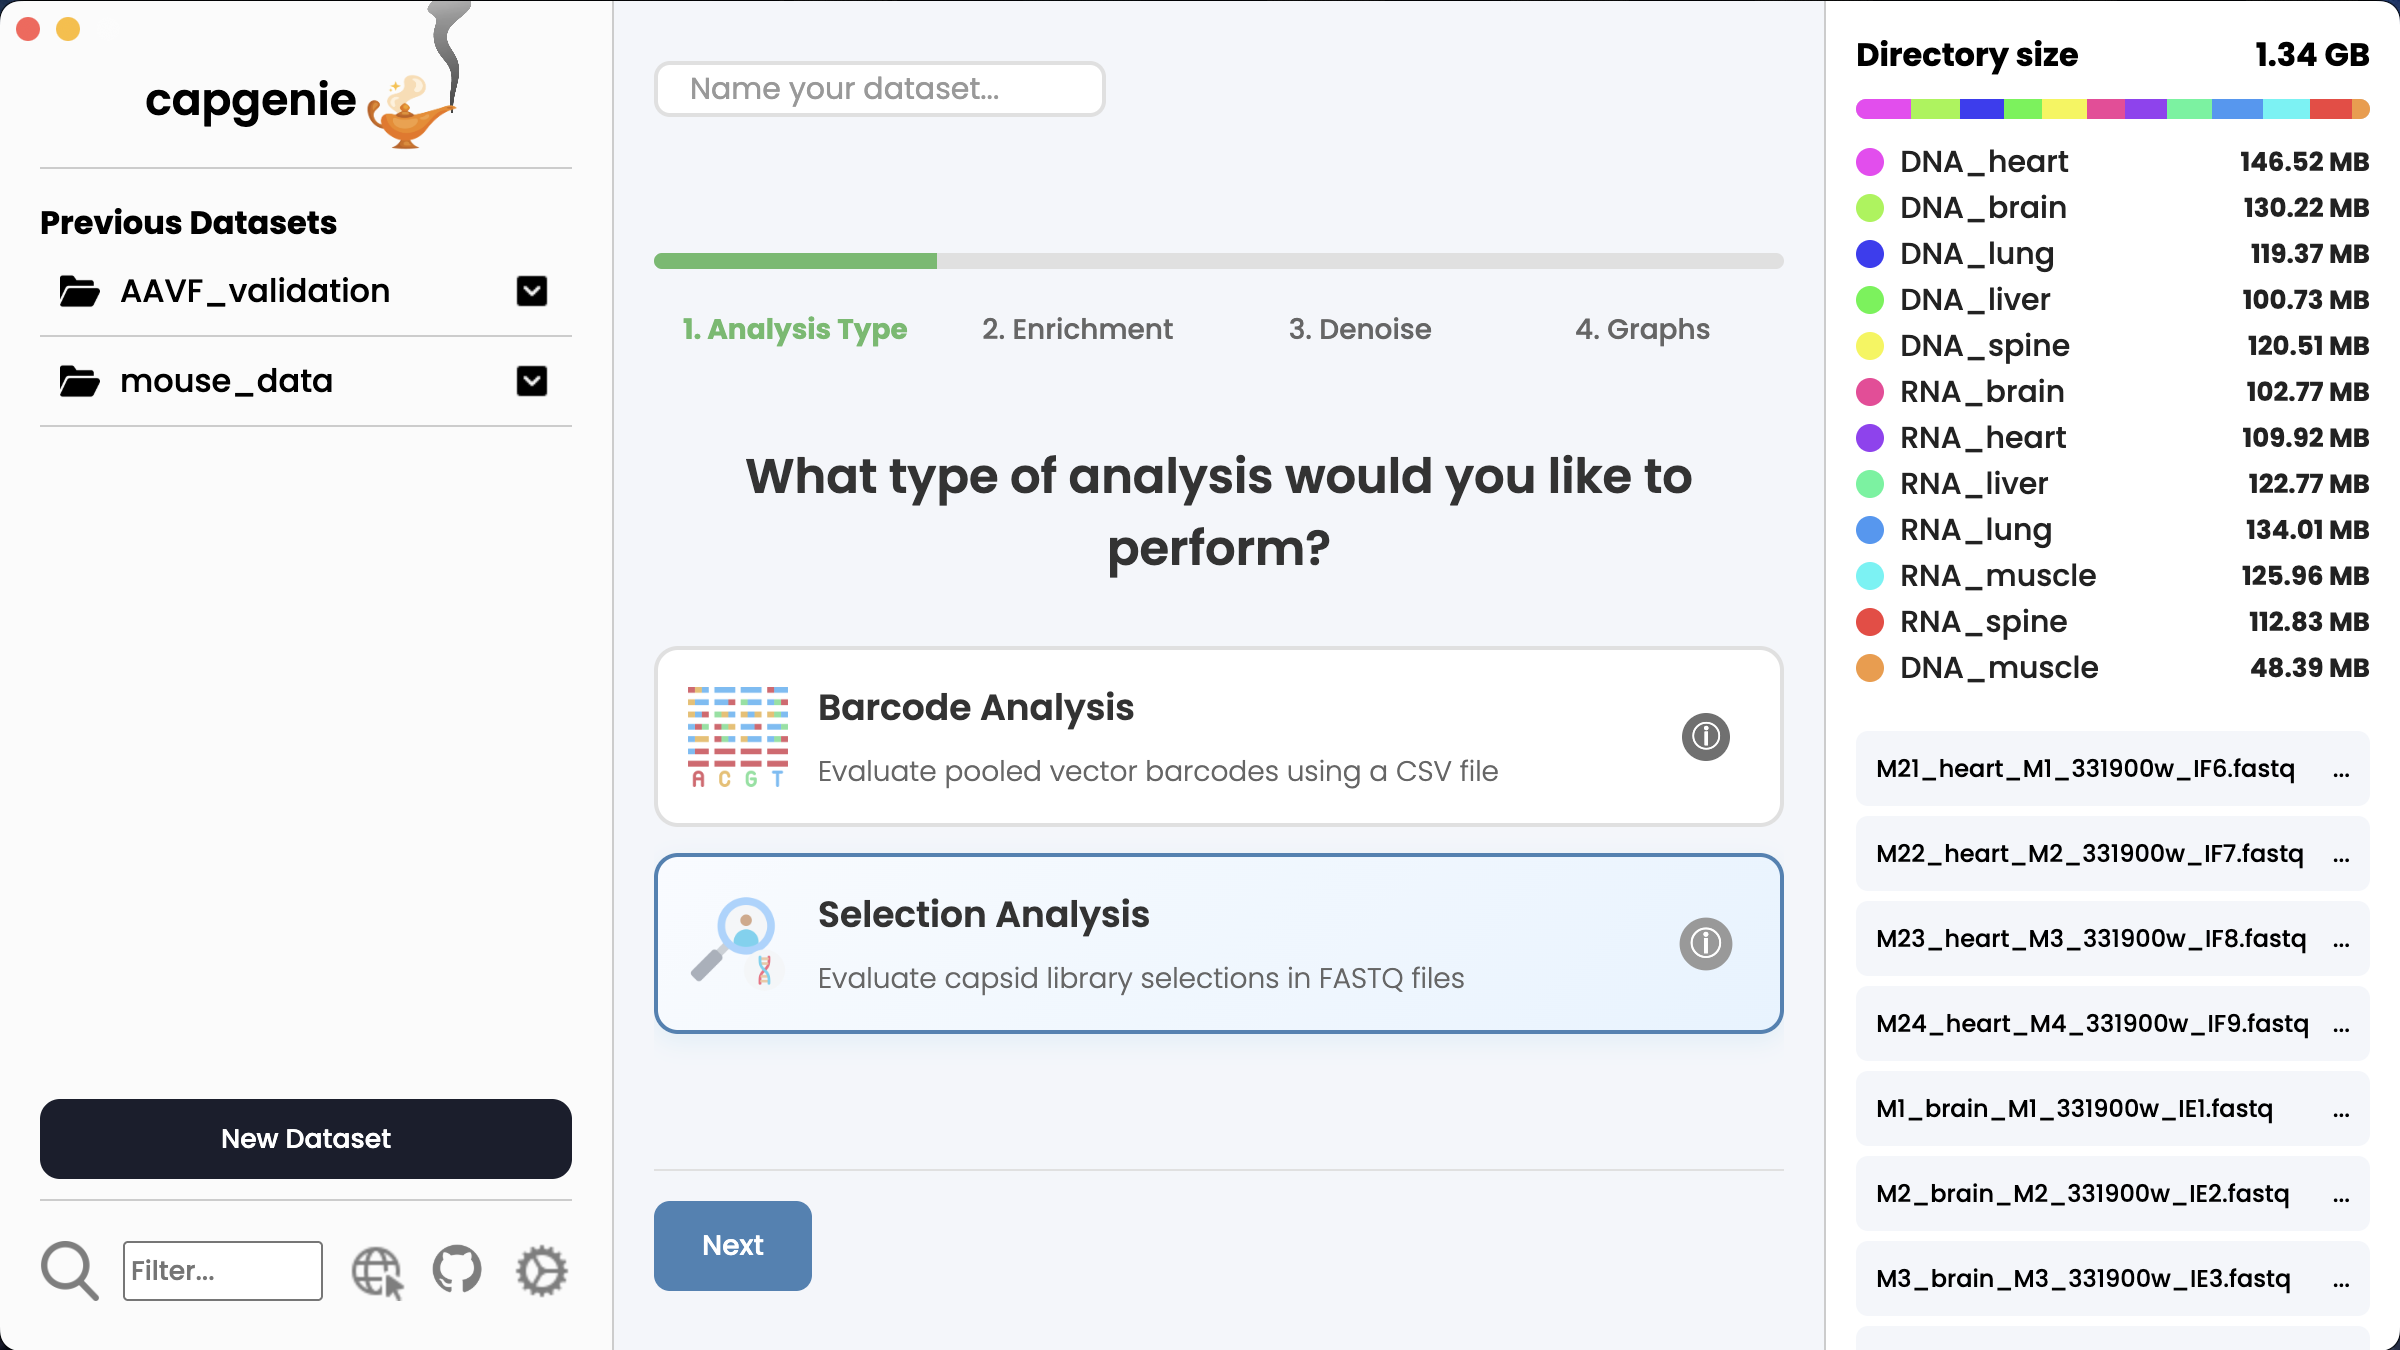 capgenie
Previous Datasets
AAVF_validation
mouse_data
New Dataset
Filter...
Name your dataset...
1. Analysis Type
2. Enrichment
3. Denoise
4. Graphs
What type of analysis would you like to
perform?
A C G T
Barcode Analysis
Evaluate pooled vector barcodes using a CSV file
Selection Analysis
Evaluate capsid library selections in FASTQ files
Next
Directory size 1.34 GB
DNA_heart 146.52 MB
DNA_brain 130.22 MB
DNA_lung 119.37 MB
DNA_liver 100.73 MB
DNA_spine 120.51 MB
RNA_brain 102.77 MB
RNA_heart 109.92 MB
RNA_liver 122.77 MB
RNA_lung 134.01 MB
RNA_muscle 125.96 MB
RNA_spine 112.83 MB
DNA_muscle 48.39 MB
M21_heart_M1_331900w_IF6.fastq ...
M22_heart_M2_331900w_IF7.fastq ...
M23_heart_M3_331900w_IF8.fastq ...
M24_heart_M4_331900w_IF9.fastq ...
M1_brain_M1_331900w_IE1.fastq ...
M2_brain_M2_331900w_IE2.fastq ...
M3_brain_M3_331900w_IE3.fastq ...